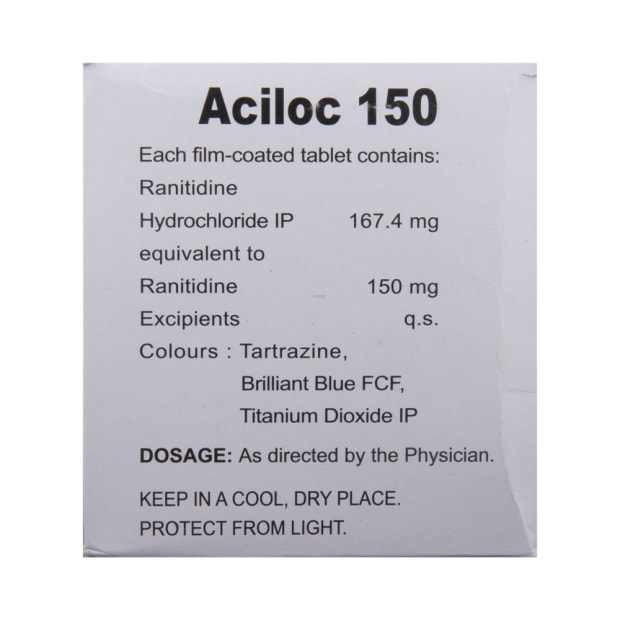 Aciloc 150
Each film-coated tablet contains:
Ranitidine
Hydrochloride IP 167.4 mg
equivalent to
Ranitidine 150 mg
Excipients q.s.
Colours : Tartrazine,
Brilliant Blue FCF,
Titanium Dioxide IP
DOSAGE: As directed by the Physician.
KEEP IN A COOL, DRY PLACE.
PROTECT FROM LIGHT.